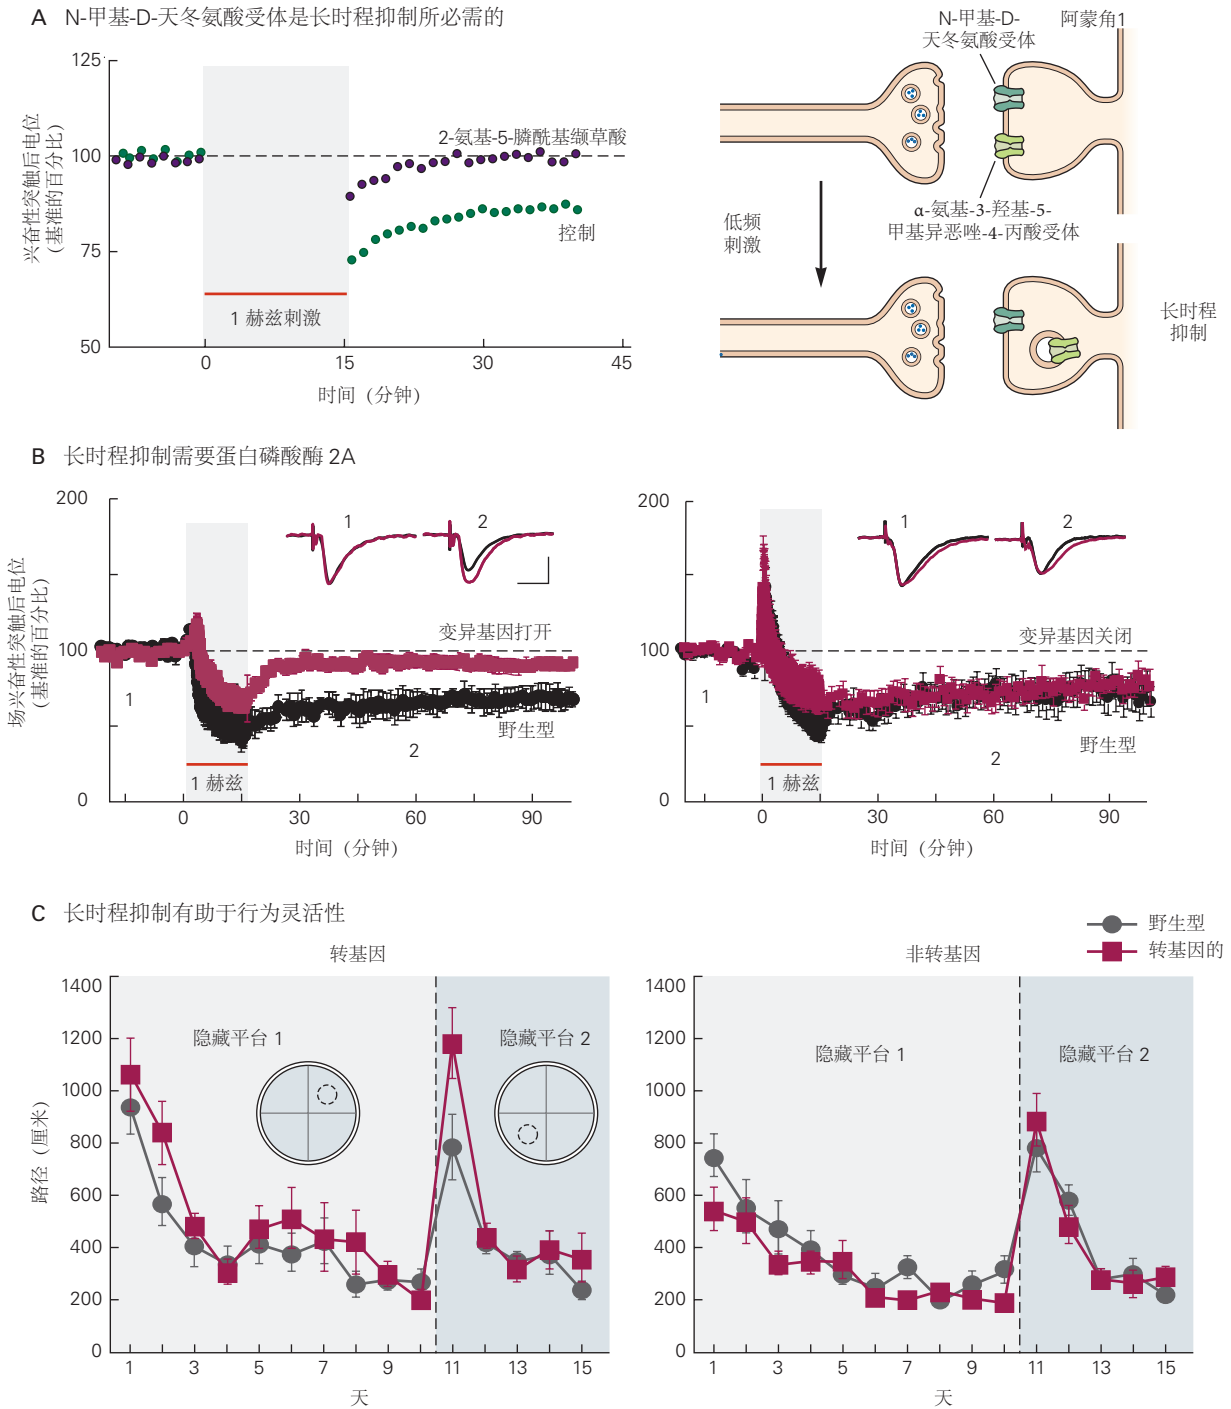 A N-甲基-D-天冬氨酸受体是长时程抑制所必需的
兴奋性突触后电位
(基准的百分比)
125
100
75
50
2-氨基-5-膦酰基缬草酸
控制
1 赫兹刺激
0
15
30
45
时间 (分钟)
N-甲基-D-
天冬氨酸受体
阿蒙角1
α-氨基-3-羟基-5-
甲基异恶唑-4-丙酸受体
低频
刺激
长时程
抑制
B 长时程抑制需要蛋白磷酸酶 2A
场兴奋性突触后电位
(基准的百分比)
200
100
0
1
2
变异基因打开
1
野生型
2
1 赫兹
0
30
60
90
时间 (分钟)
200
100
0
1
2
变异基因关闭
1
野生型
2
1 赫兹
0
30
60
90
时间 (分钟)
C 长时程抑制有助于行为灵活性
野生型
转基因的
转基因
路径 (厘米)
1400
1200
1000
800
600
400
200
0
隐藏平台 1
隐藏平台 2
1
3
5
7
9
11
13
15
天
非转基因
1400
1200
1000
800
600
400
200
0
隐藏平台 1
隐藏平台 2
1
3
5
7
9
11
13
15
天